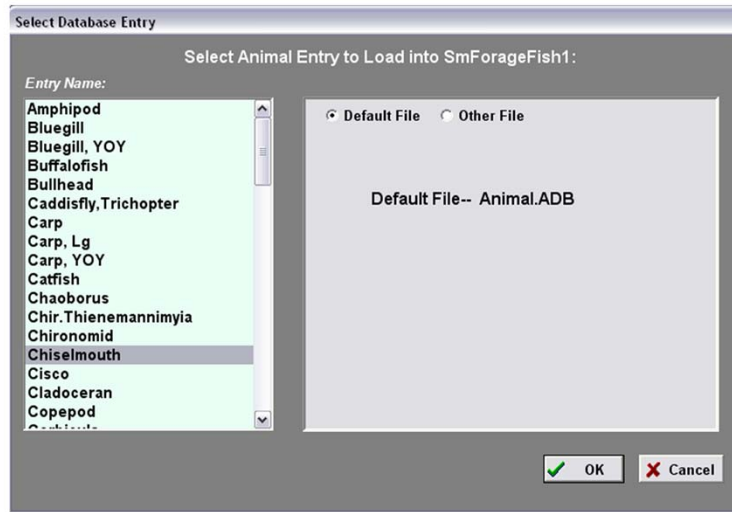 Select Database Entry
Select Animal Entry to Load into SmForageFish1:
Entry Name:
Amphipod
Bluegill
Bluegill, YOY
Buffalofish
Bullhead
Caddisfly,Trichopter
Carp
Carp, Lg
Carp, YOY
Catfish
Chaoborus
Chir.Thienemannimyia
Chironomid
Chiselmouth
Cisco
Cladoceran
Copepod
Default File
Other File
Default File-- Animal.ADB
OK
Cancel